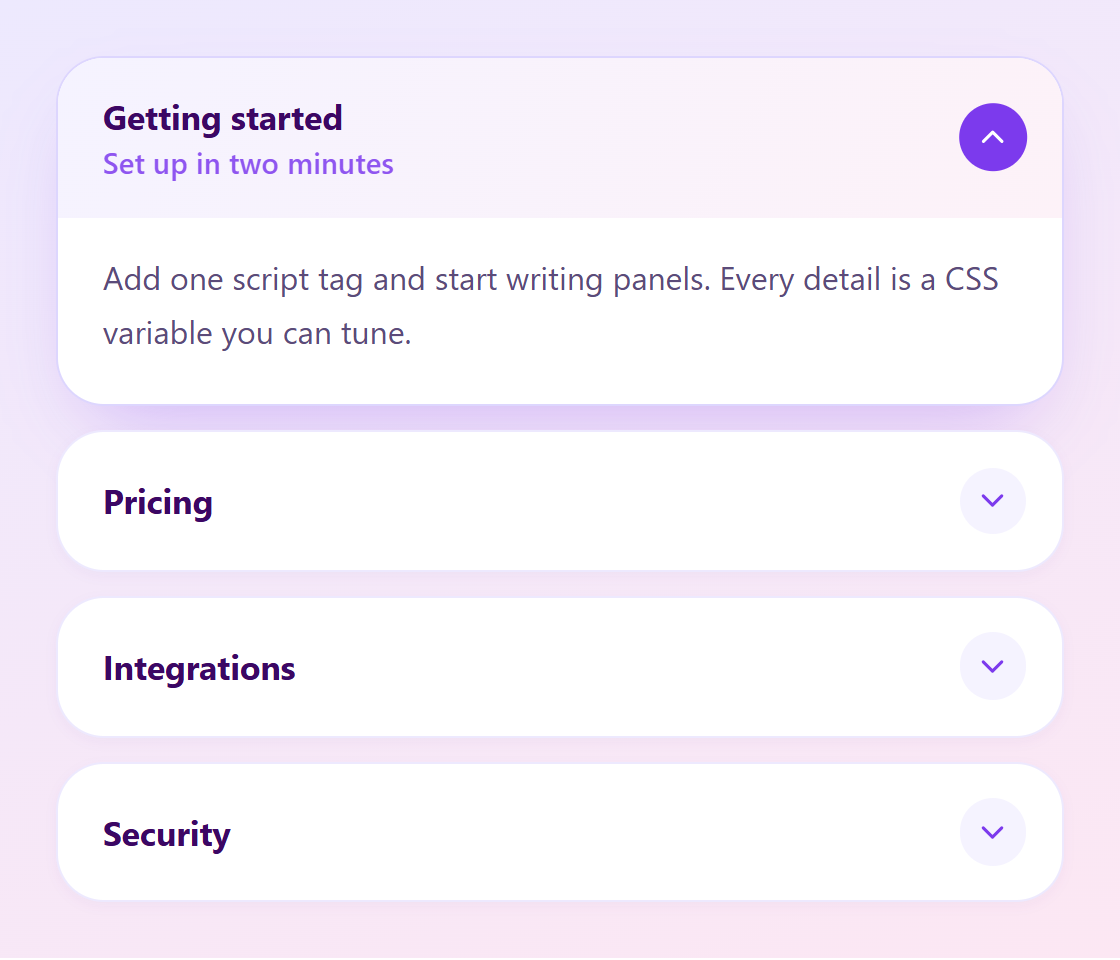 Getting started
Set up in two minutes
Add one script tag and start writing panels. Every detail is a CSS
variable you can tune.
Pricing
Integrations
Security